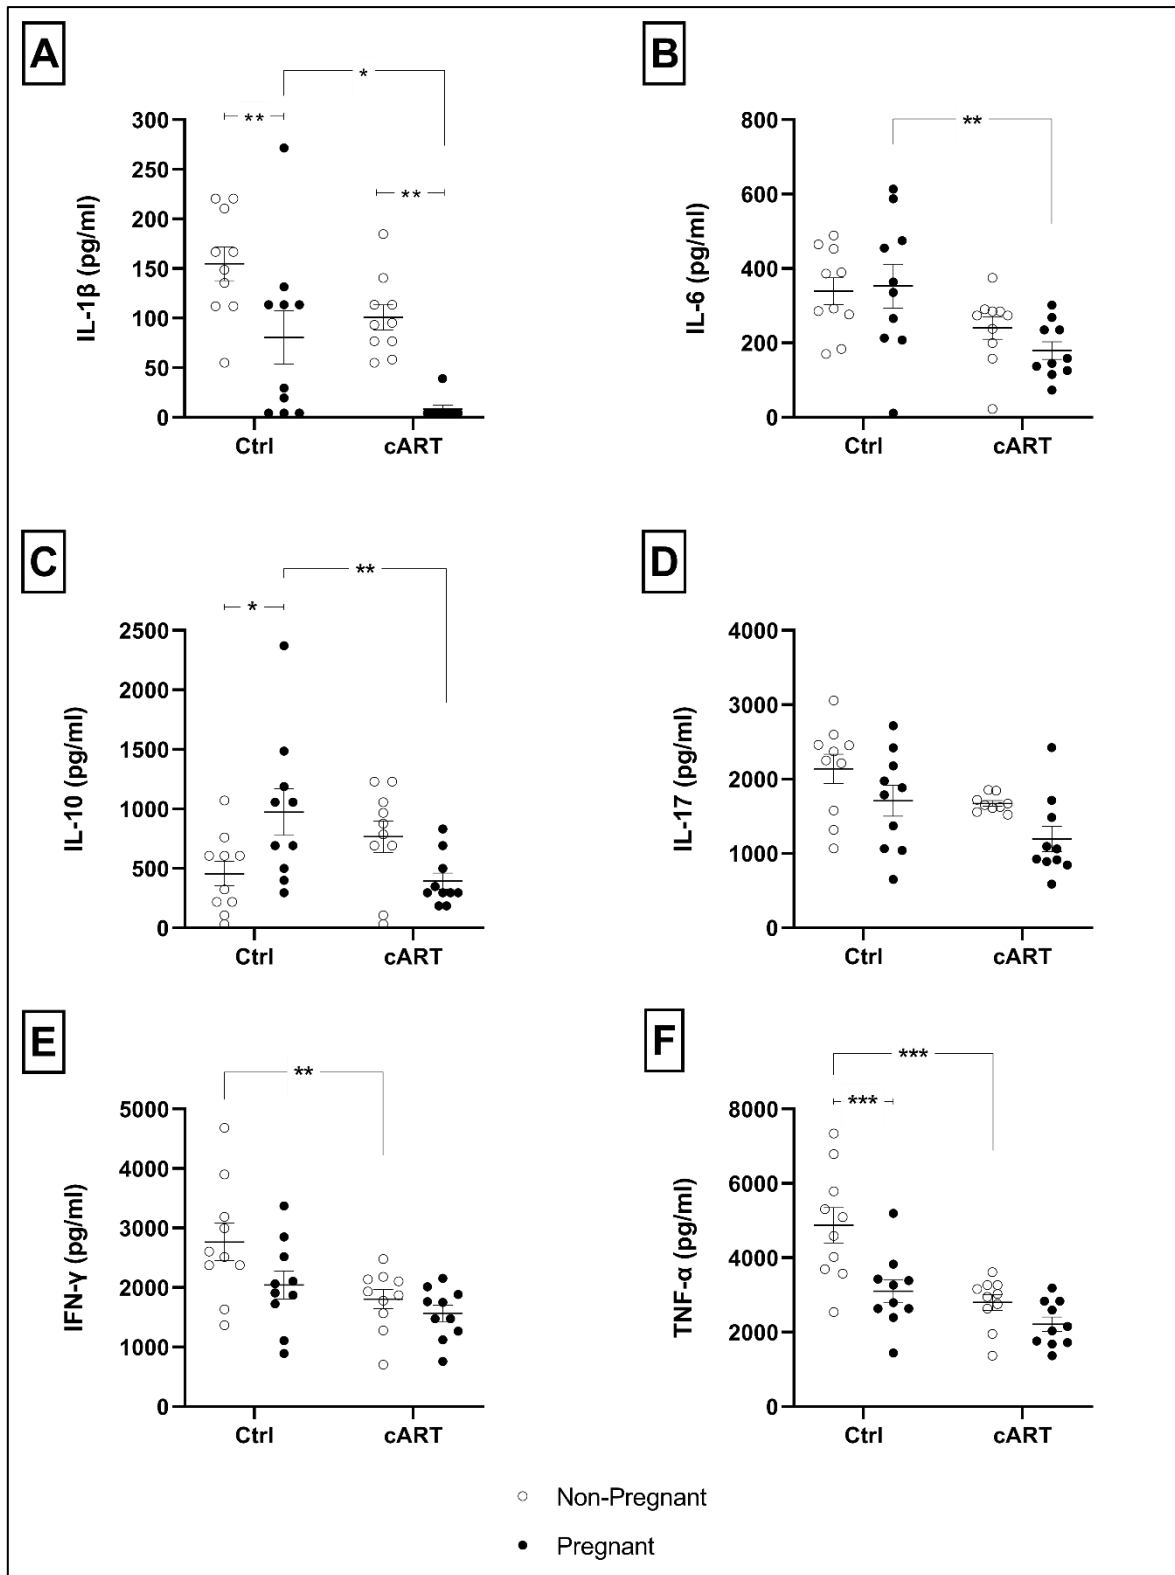 A
B
*
**
**
**
300
250
200
150
100
50
0
IL-1β (pg/ml)
Ctrl
cART
800
600
400
200
0
IL-6 (pg/ml)
Ctrl
cART
C
D
**
*
2500
2000
1500
1000
500
0
IL-10 (pg/ml)
Ctrl
cART
4000
3000
2000
1000
0
IL-17 (pg/ml)
Ctrl
cART
E
F
**
***
***
5000
4000
3000
2000
1000
0
IFN-γ (pg/ml)
Ctrl
cART
8000
6000
4000
2000
0
TNF-α (pg/ml)
Ctrl
cART
Non-Pregnant
Pregnant